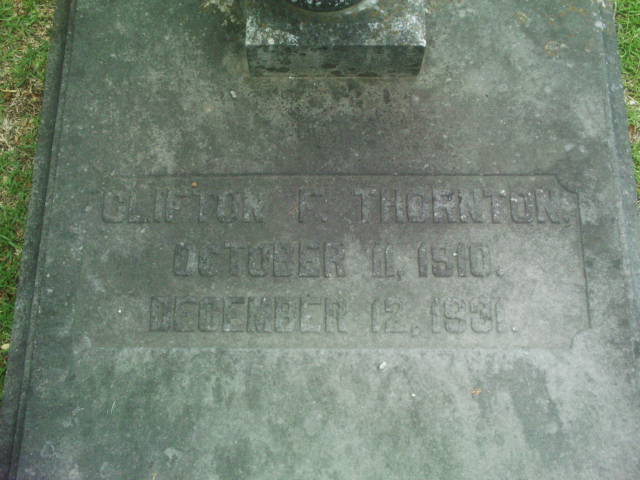 CLIFTON F. THORNTON.
OCTOBER 11, 1910.
DECEMBER 12, 1931.